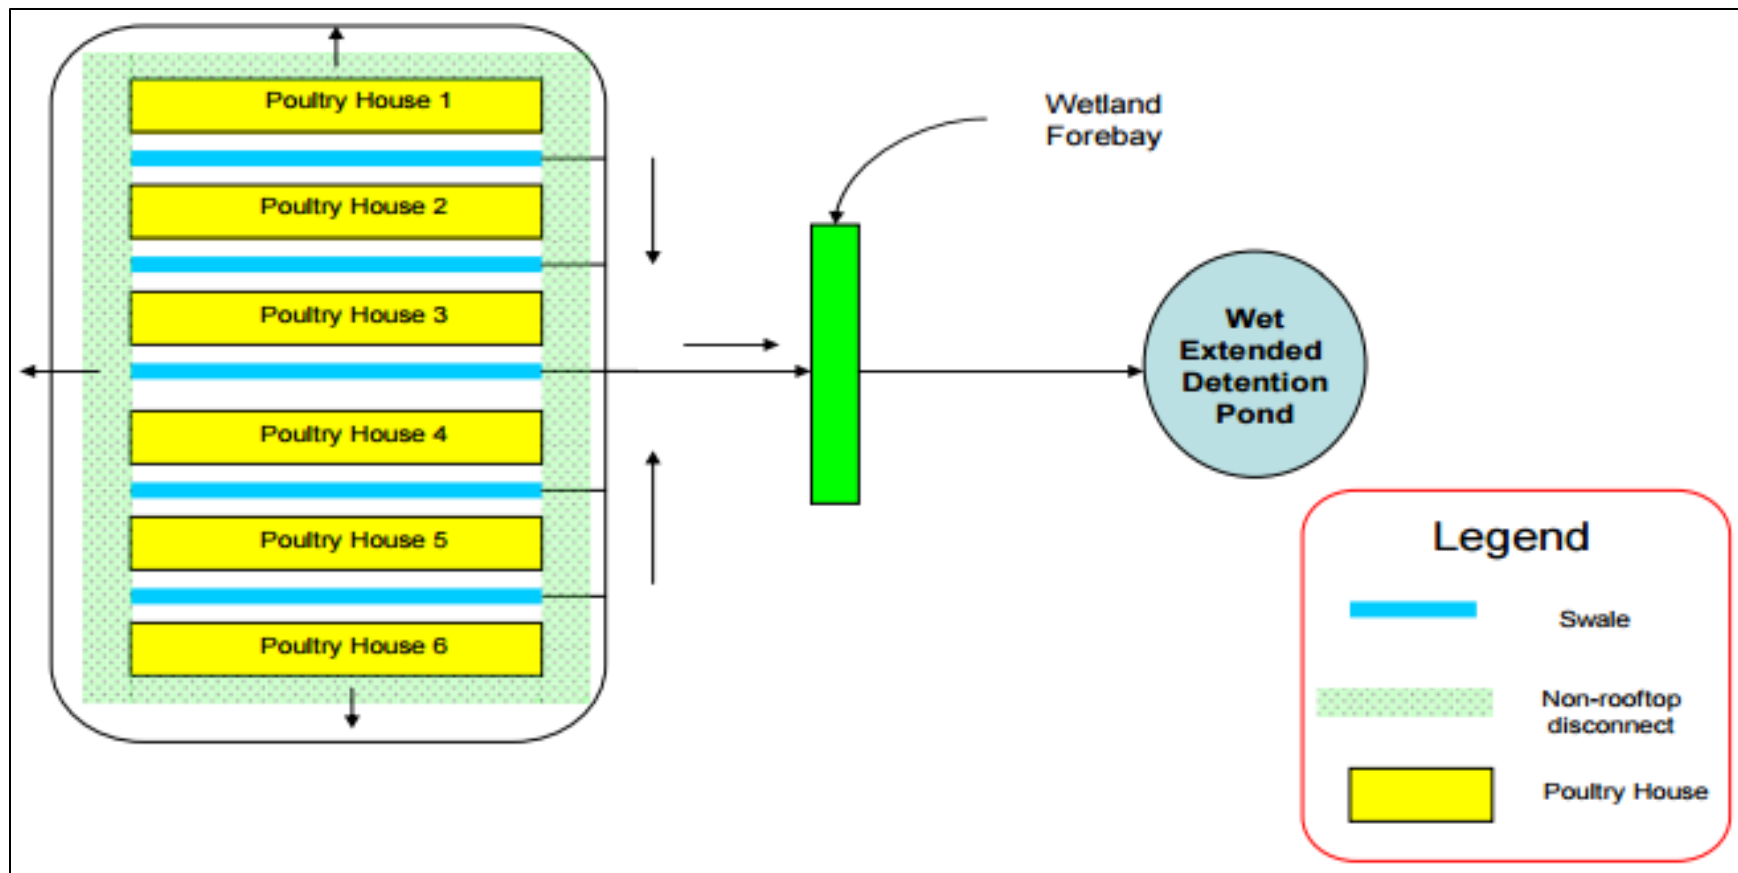 Poultry House 1
Poultry House 2
Poultry House 3
Poultry House 4
Poultry House 5
Poultry House 6
Wetland
Forebay
Wet
Extended
Detention
Pond
Legend
Swale
Non-rooftop
disconnect
Poultry House